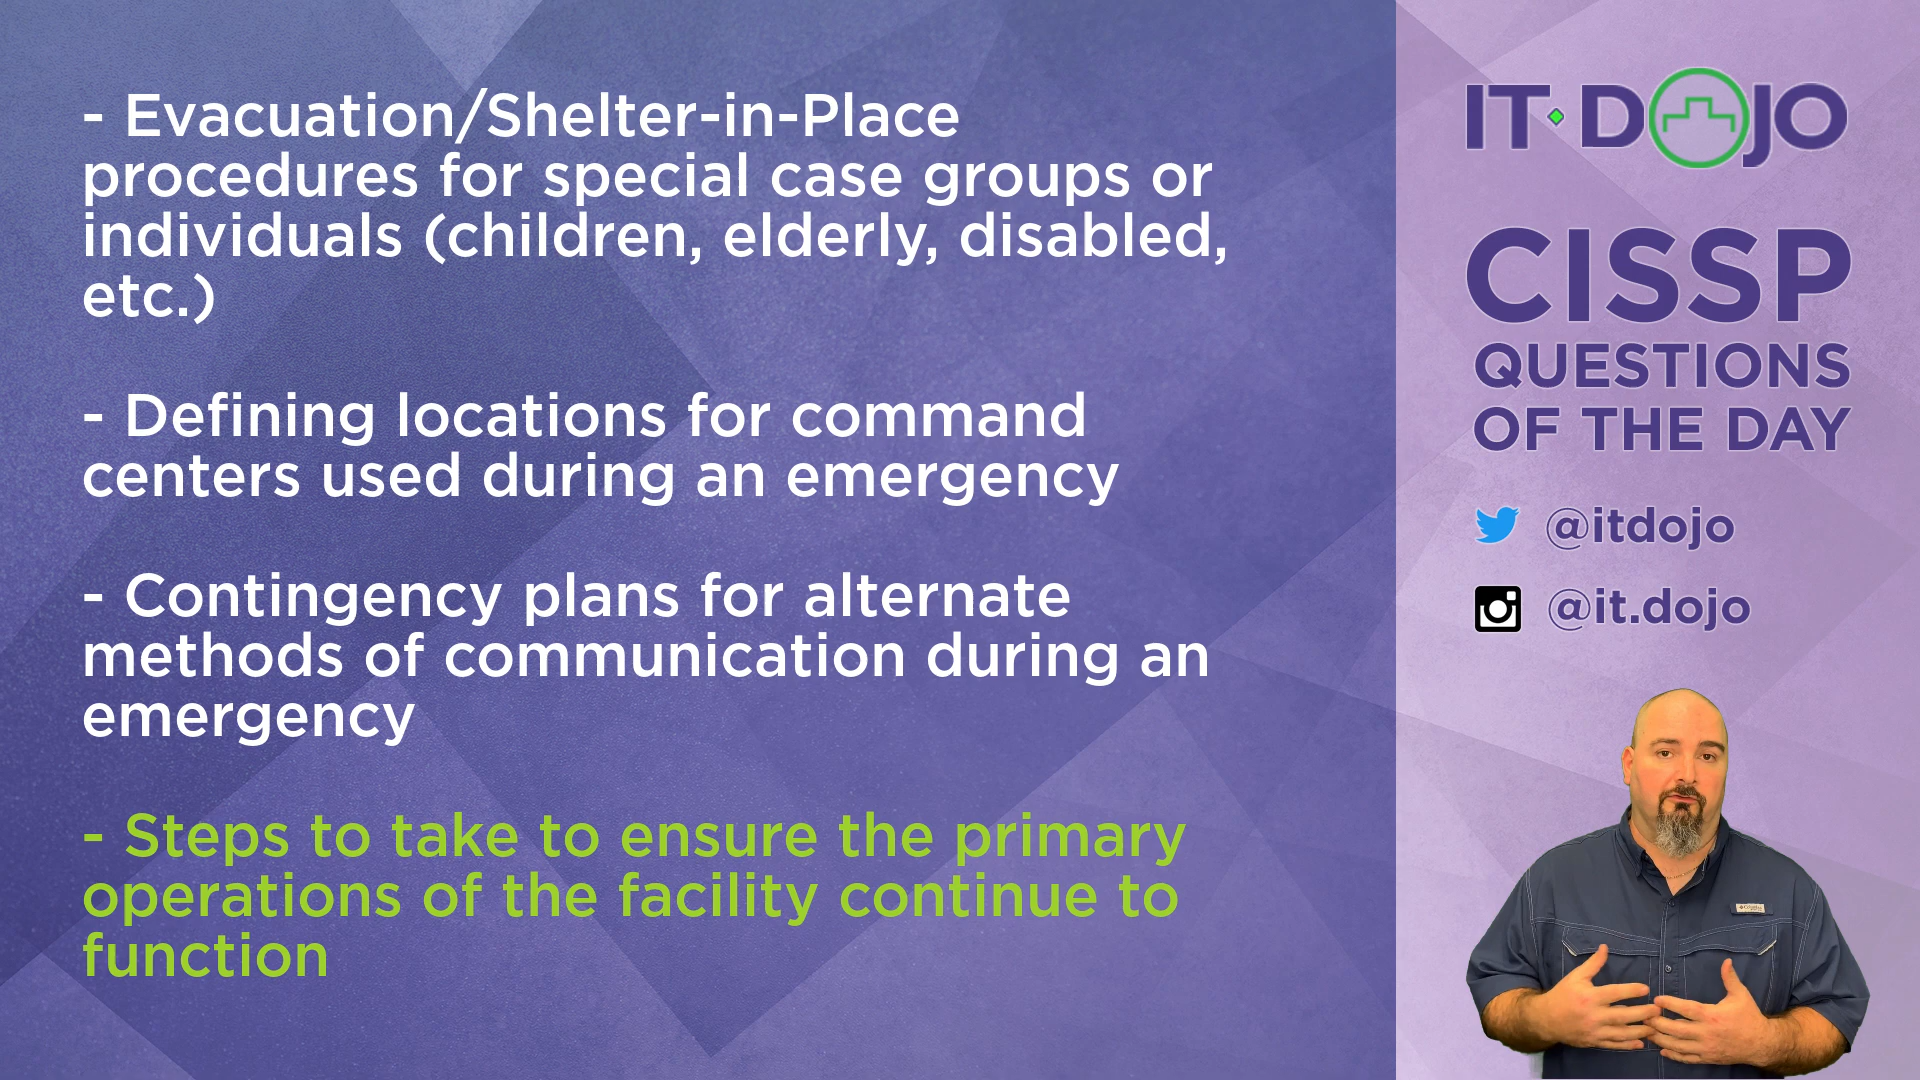 - Evacuation/Shelter-in-Place
procedures for special case groups or
individuals (children, elderly, disabled,
etc.)
- Defining locations for command
centers used during an emergency
- Contingency plans for alternate
methods of communication during an
emergency
- Steps to take to ensure the primary
operations of the facility continue to
function
IT DOJO
CISSP
QUESTIONS
OF THE DAY
@itdojo
@it.dojo
Columbia